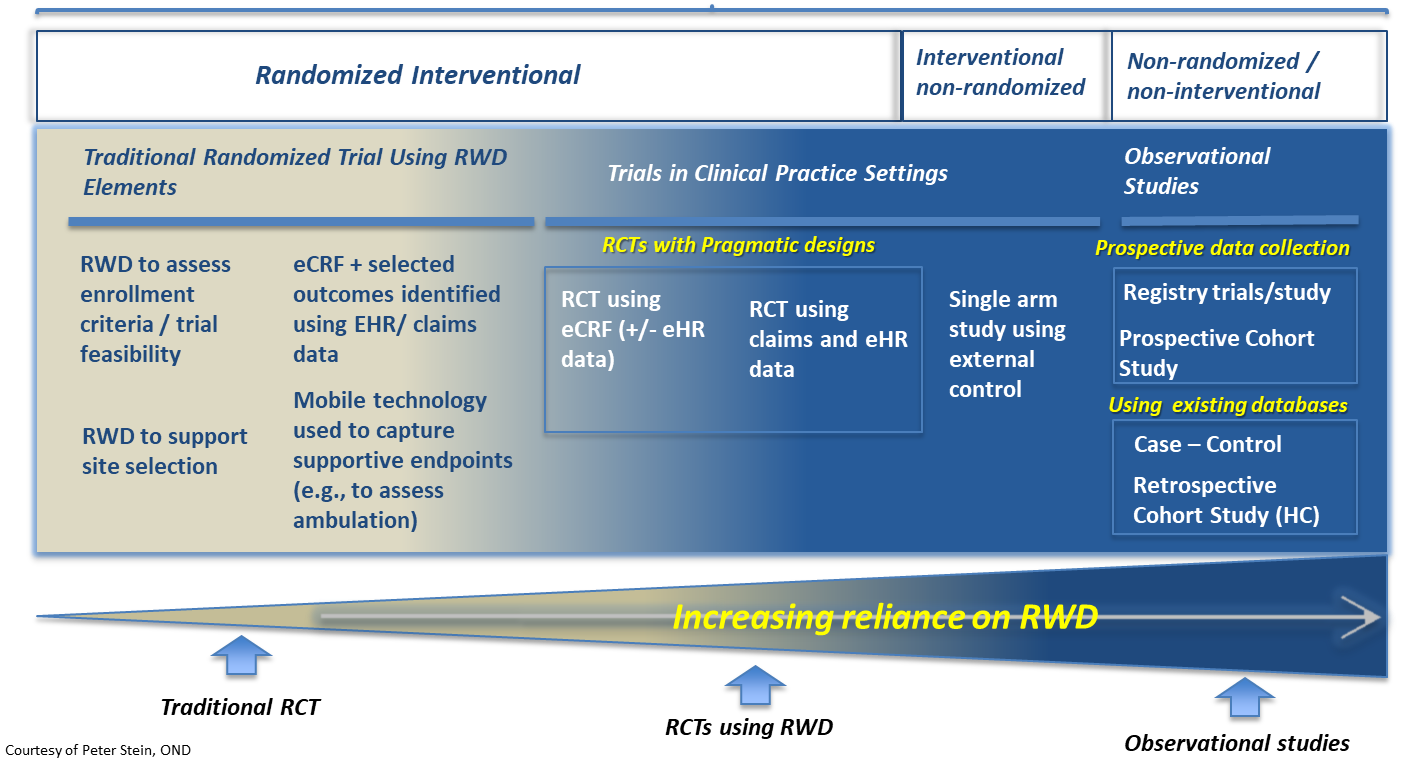 Randomized Interventional
Interventional
non-randomized
Non-randomized /
non-interventional
Traditional Randomized Trial Using RWD
Elements
Trials in Clinical Practice Settings
Observational
Studies
RWD to assess
enrollment
criteria / trial
feasibility
RWD to support
site selection
eCRF + selected
outcomes identified
using EHR/ claims
data
Mobile technology
used to capture
supportive endpoints
(e.g., to assess
ambulation)
RCTs with Pragmatic designs
RCT using
eCRF (+/- eHR
data)
RCT using
claims and eHR
data
Single arm
study using
external
control
Prospective data collection
Registry trials/study
Prospective Cohort
Study
Using existing databases
Case – Control
Retrospective
Cohort Study (HC)
Increasing reliance on RWD
Traditional RCT
RCTs using RWD
Observational studies
Courtesy of Peter Stein, OND